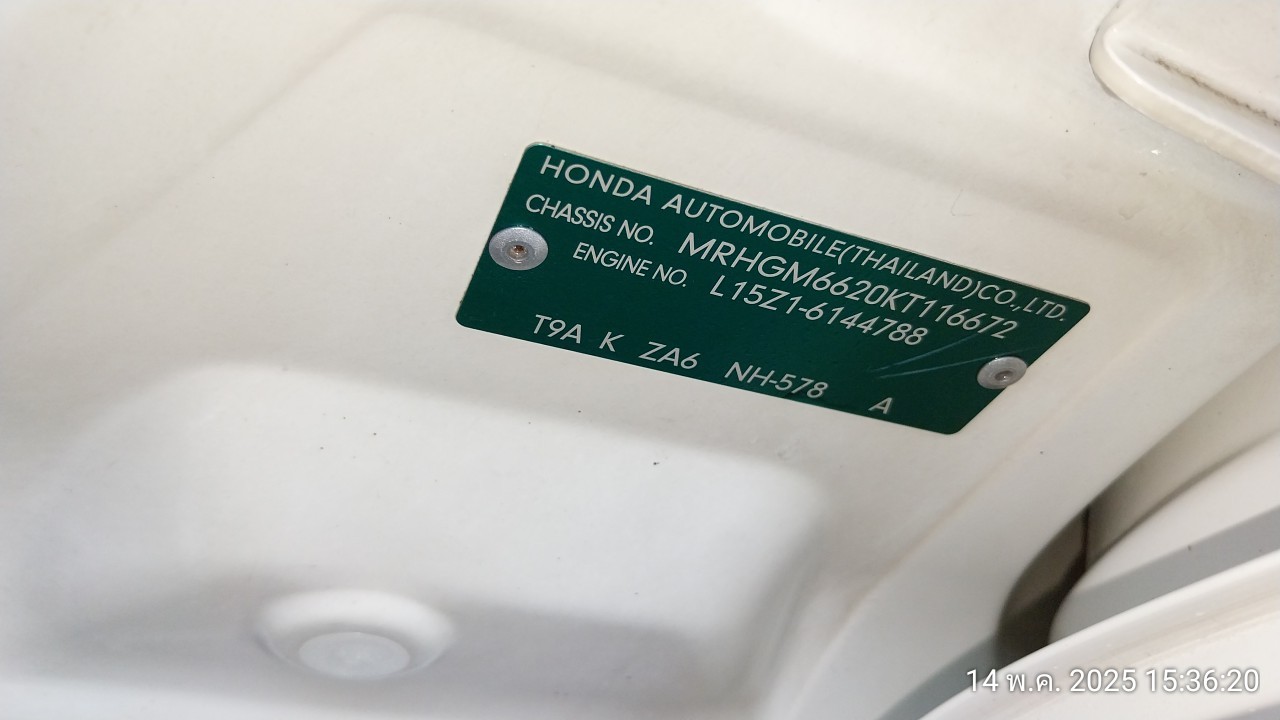 HONDA AUTOMOBILE(THAILAND)CO.,LTD.
CHASSIS NO. MRHGM6620KT116672
ENGINE NO. L15Z1-6144788
T9A K ZA6 NH-578 A
14 พ.ค. 2025 15:36:20